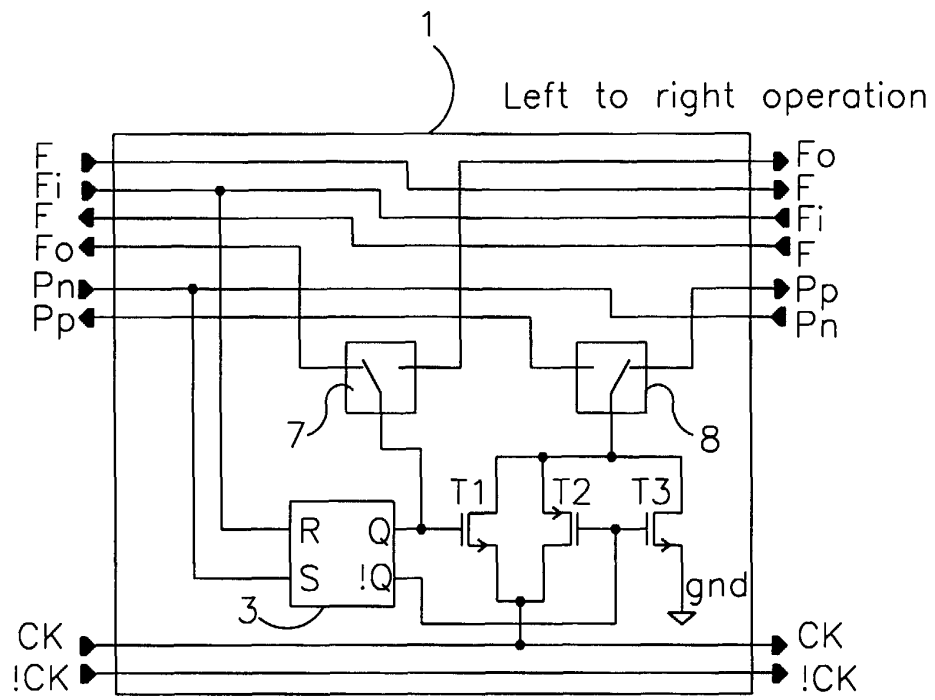 1
Left to right operation
F Fo
Fi F
F Fi
Fo F
Pn Pp
Pp Pn
7 8
T1 T2 T3
R Q
S !Q
gnd
3
CK CK
!CK !CK